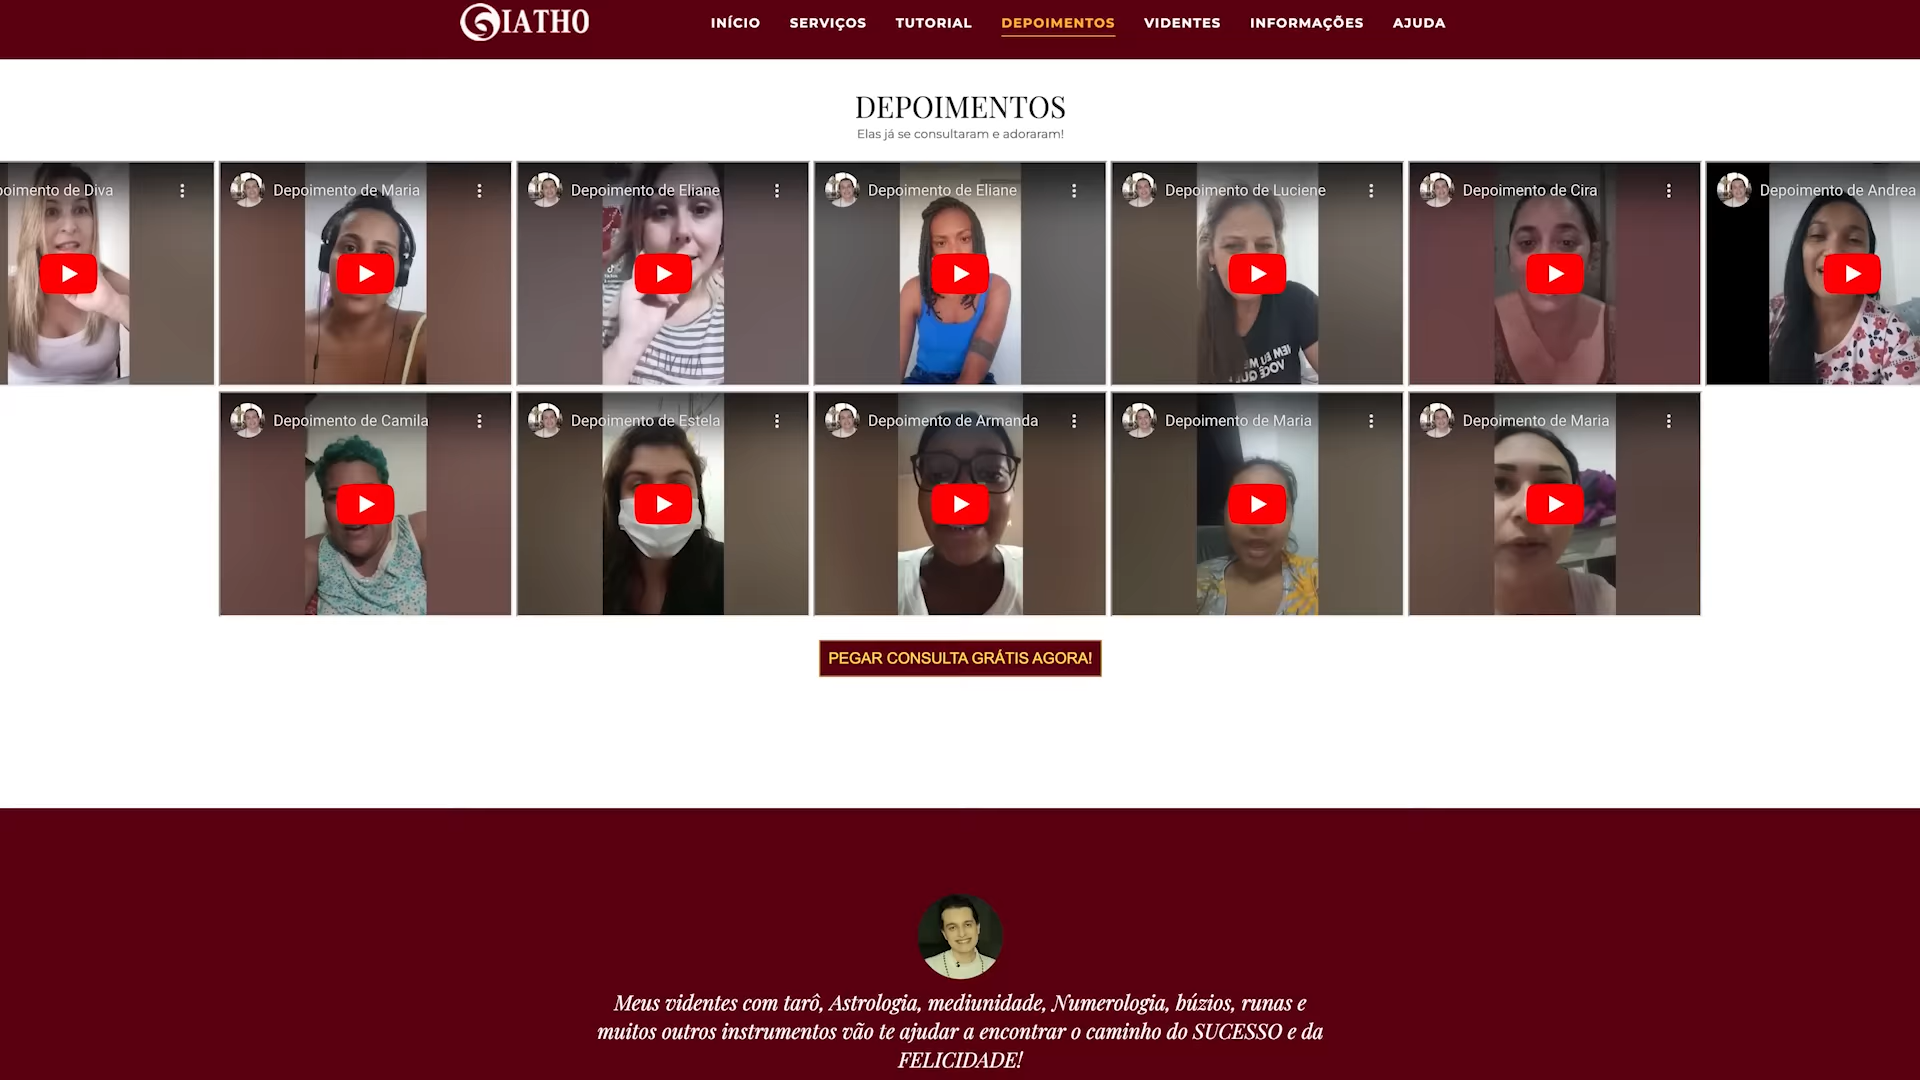 GIATHO
INÍCIO SERVIÇOS TUTORIAL DEPOIMENTOS VIDENTES INFORMAÇÕES AJUDA
DEPOIMENTOS
Elas já se consultaram e adoraram!
poimento de Diva
Depoimento de Maria
Depoimento de Eliane
Depoimento de Eliane
Depoimento de Luciene
Depoimento de Cira
Depoimento de Andrea
Depoimento de Camila
Depoimento de Estela
Depoimento de Armanda
Depoimento de Maria
Depoimento de Maria
PEGAR CONSULTA GRÁTIS AGORA!
Meus videntes com tarô, Astrologia, mediunidade, Numerologia, búzios, runas e
muitos outros instrumentos vão te ajudar a encontrar o caminho do SUCESSO e da
FELICIDADE!